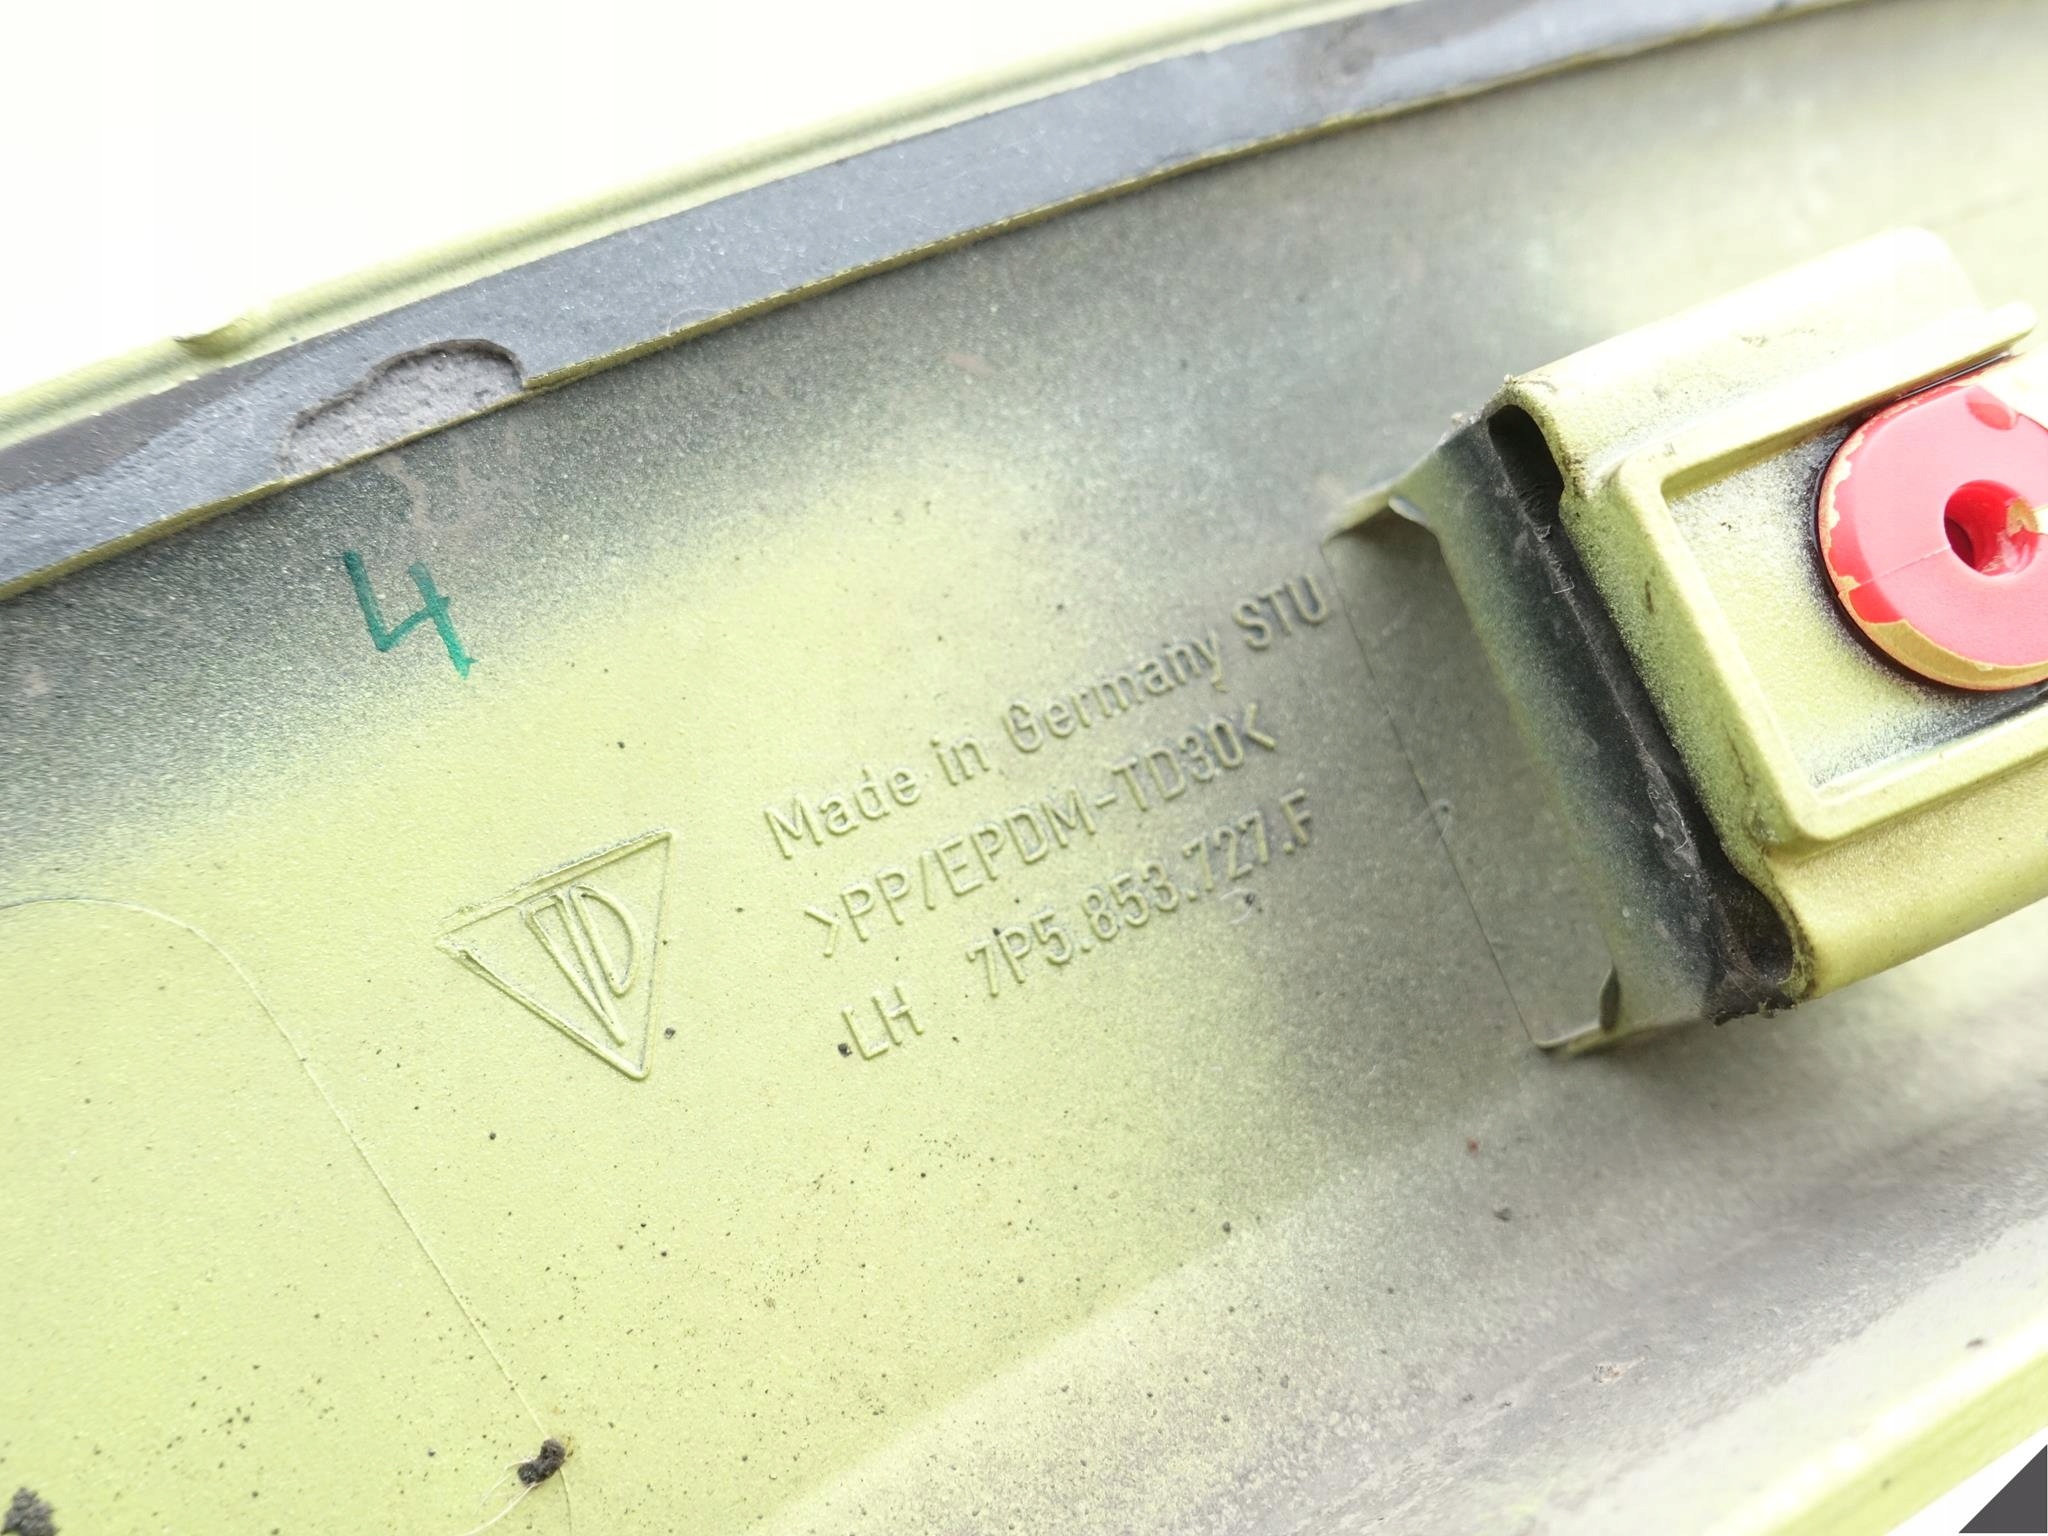 4
Made in Germany STU
>PP/EPDM-TD30<
LH 7P5.853.727.F